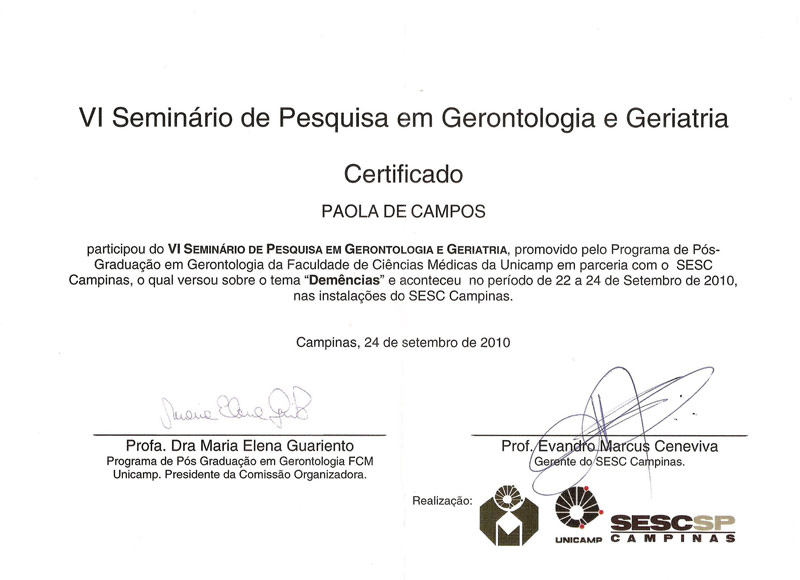 VI Seminário de Pesquisa em Gerontologia e Geriatria
Certificado
PAOLA DE CAMPOS
participou do VI SEMINÁRIO DE PESQUISA EM GERONTOLOGIA E GERIATRIA, promovido pelo Programa de Pós-
Graduação em Gerontologia da Faculdade de Ciências Médicas da Unicamp em parceria com o SESC
Campinas, o qual versou sobre o tema “Demências” e aconteceu no período de 22 a 24 de Setembro de 2010,
nas instalações do SESC Campinas.
Campinas, 24 de setembro de 2010
Profa. Dra Maria Elena Guariento
Programa de Pós Graduação em Gerontologia FCM
Unicamp. Presidente da Comissão Organizadora.
Prof. Evandro Marcus Ceneviva
Gerente do SESC Campinas.
Realização:
UNICAMP
SESCSP
CAMPINAS